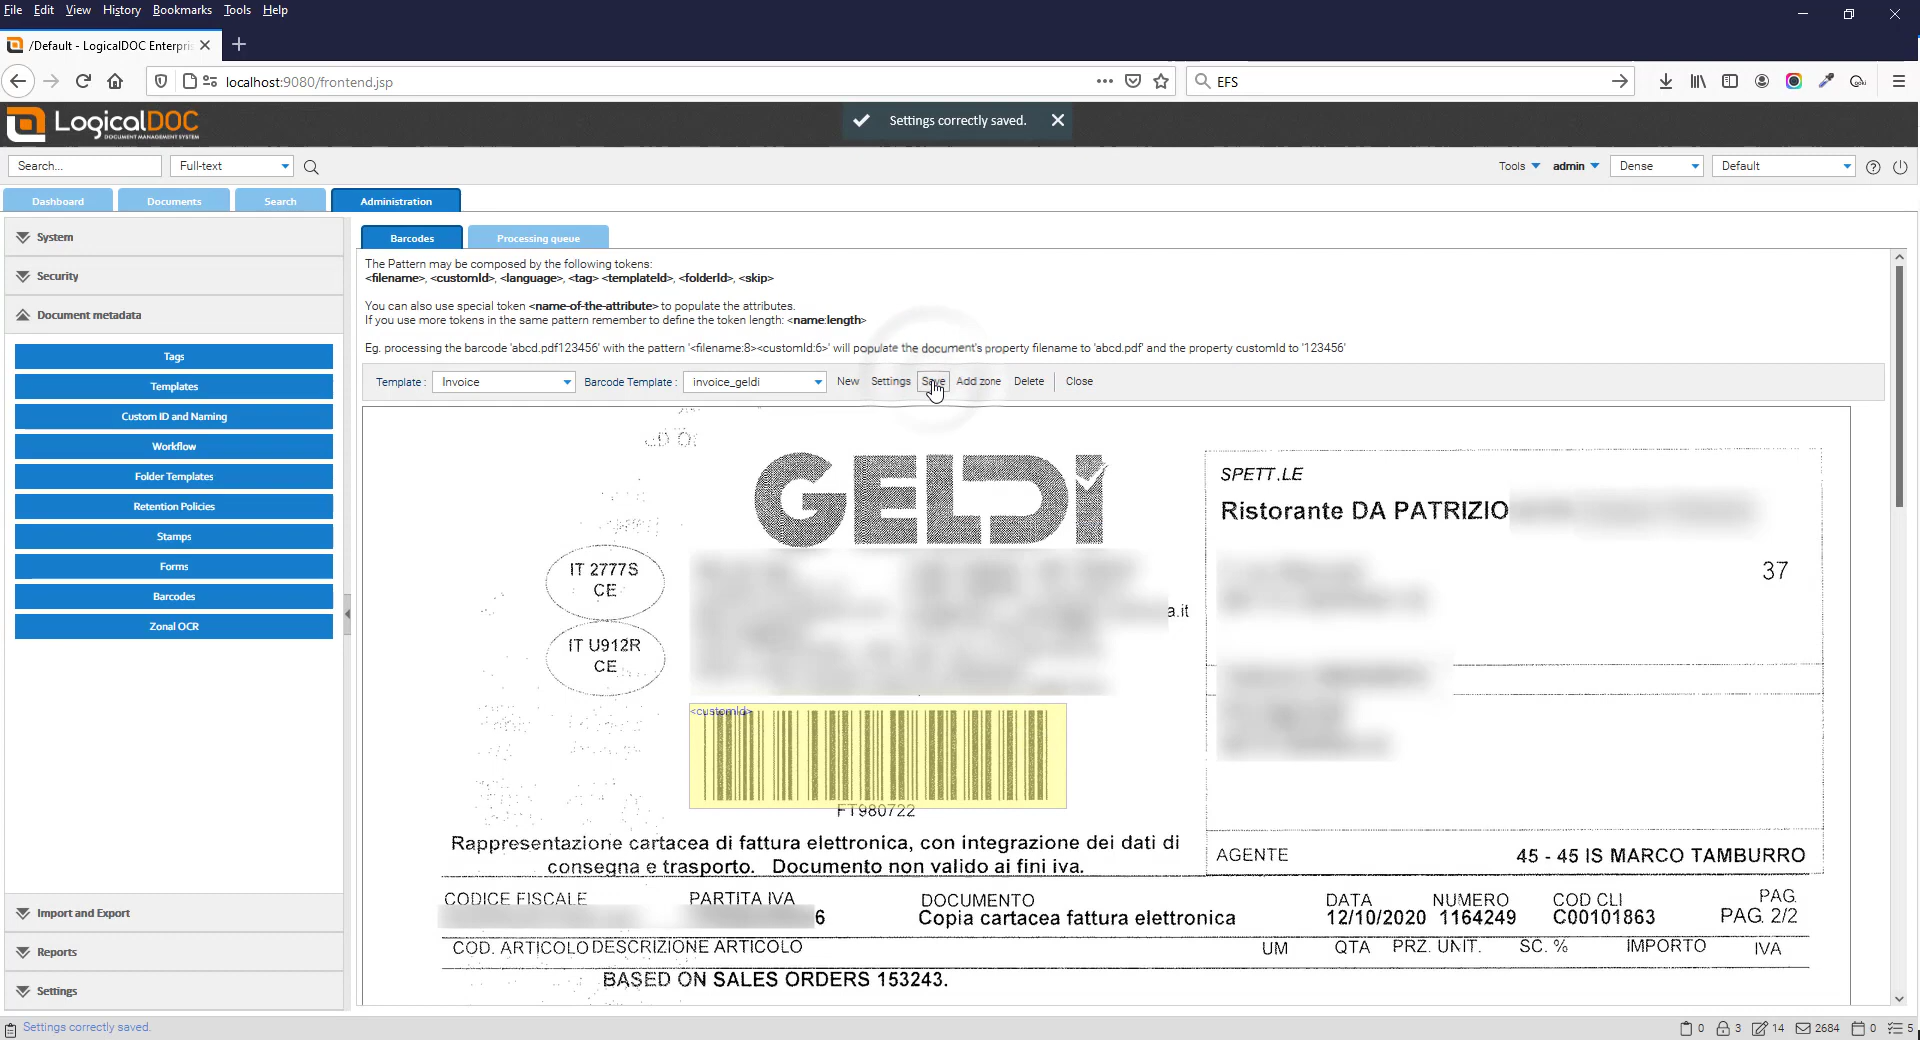 File Edit View History Bookmarks Tools Help
/Default - LogicalDOC Enterpri
localhost:9080/frontend.jsp
EFS
LogicalDOC
DOCUMENT MANAGEMENT SYSTEM
Settings correctly saved.
Search...
Full-text
Tools
admin
Dense
Default
Dashboard
Documents
Search
Administration
System
Security
Document metadata
Tags
Templates
Custom ID and Naming
Workflow
Folder Templates
Retention Policies
Stamps
Forms
Barcodes
Zonal OCR
Import and Export
Reports
Settings
Barcodes
Processing queue
The Pattern may be composed by the following tokens:
<filename>, <customId>, <language>, <tag> <templateId>, <folderId>, <skip>
You can also use special token <name-of-the-attribute> to populate the attributes.
If you use more tokens in the same pattern remember to define the token length: <name:length>
Eg. processing the barcode 'abcd.pdf123456' with the pattern '<filename:8><customId:6>' will populate the document's property filename to 'abcd.pdf' and the property customId to '123456'
Template : Invoice Barcode Template : invoice_geldi New Settings Save Add zone Delete Close
GELDI
IT 2777S
CE
IT U912R
CE
a.it
SPETT.LE
Ristorante DA PATRIZIO
37
<customId>
FT980722
Rappresentazione cartacea di fattura elettronica, con integrazione dei dati di
consegna e trasporto. Documento non valido ai fini iva.
AGENTE 45 - 45 IS MARCO TAMBURRO
CODICE FISCALE PARTITA IVA DOCUMENTO DATA NUMERO COD CLI PAG.
6 Copia cartacea fattura elettronica 12/10/2020 1164249 C00101863 PAG. 2/2
COD. ARTICOLO DESCRIZIONE ARTICOLO UM QTA PRZ. UNIT. SC. % IMPORTO IVA
BASED ON SALES ORDERS 153243.
Settings correctly saved.
0 3 14 2684 0 5